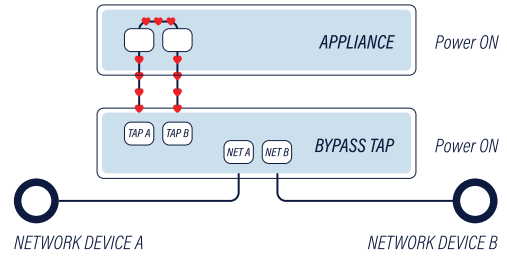 APPLIANCE
Power ON
TAP A
TAP B
NET A
NET B
BYPASS TAP
Power ON
NETWORK DEVICE A
NETWORK DEVICE B